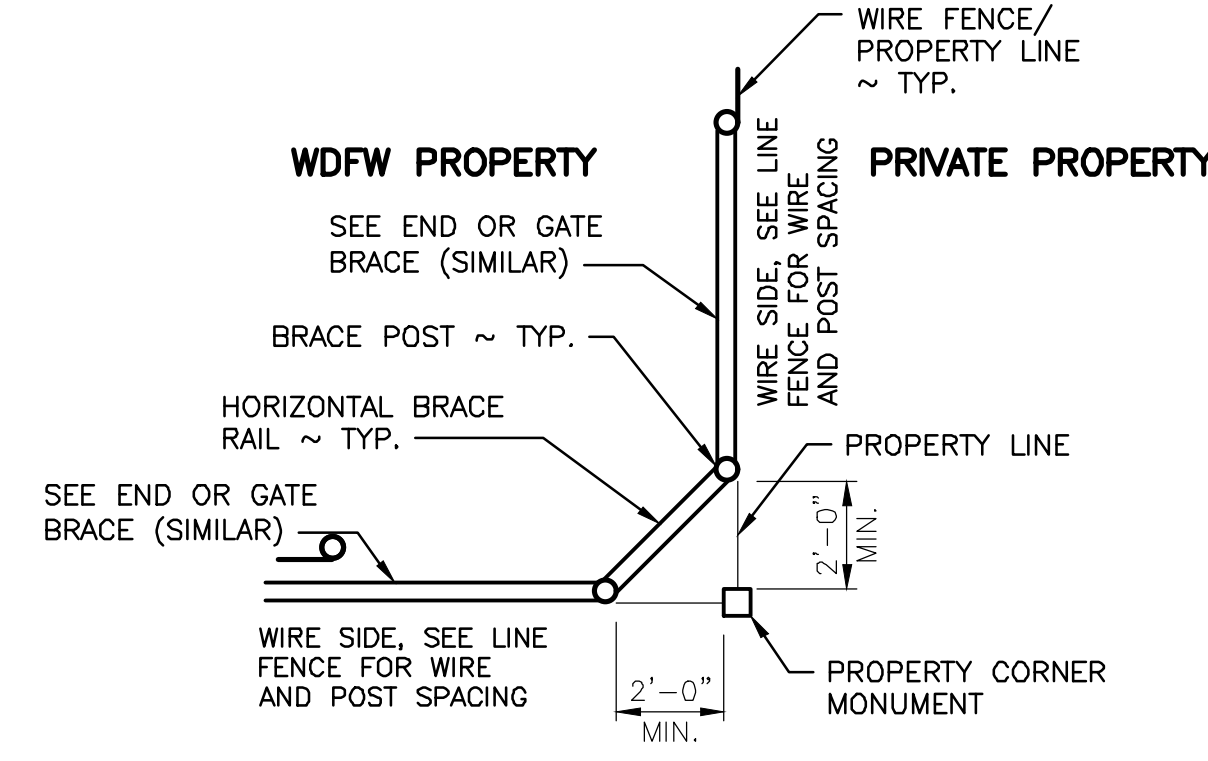 WIRE FENCE/
PROPERTY LINE
~ TYP.
WDFW PROPERTY
PRIVATE PROPERTY
SEE END OR GATE
BRACE (SIMILAR)
WIRE SIDE, SEE LINE
FENCE FOR WIRE
AND POST SPACING
BRACE POST ~ TYP.
HORIZONTAL BRACE
RAIL ~ TYP.
PROPERTY LINE
SEE END OR GATE
BRACE (SIMILAR)
2'-0"
MIN.
WIRE SIDE, SEE LINE
FENCE FOR WIRE
AND POST SPACING
2'-0"
MIN.
PROPERTY CORNER
MONUMENT